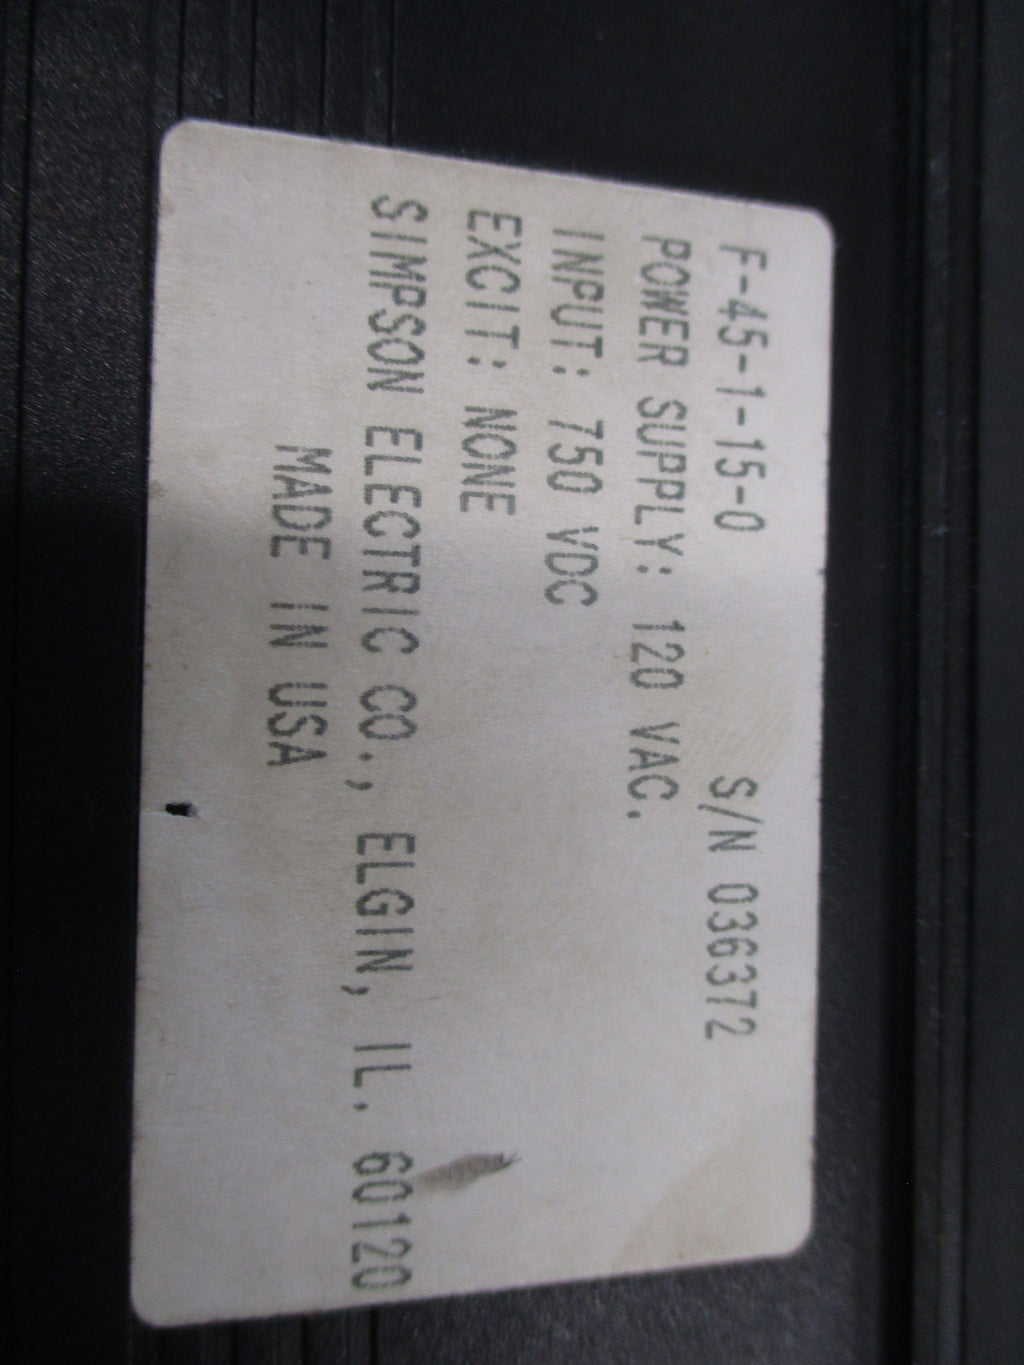 F-45-1-15-0 S/N 036372
POWER SUPPLY: 120 VAC.
INPUT: 750 VDC
EXCIT: NONE
SIMPSON ELECTRIC CO., ELGIN, IL. 60120
MADE IN USA